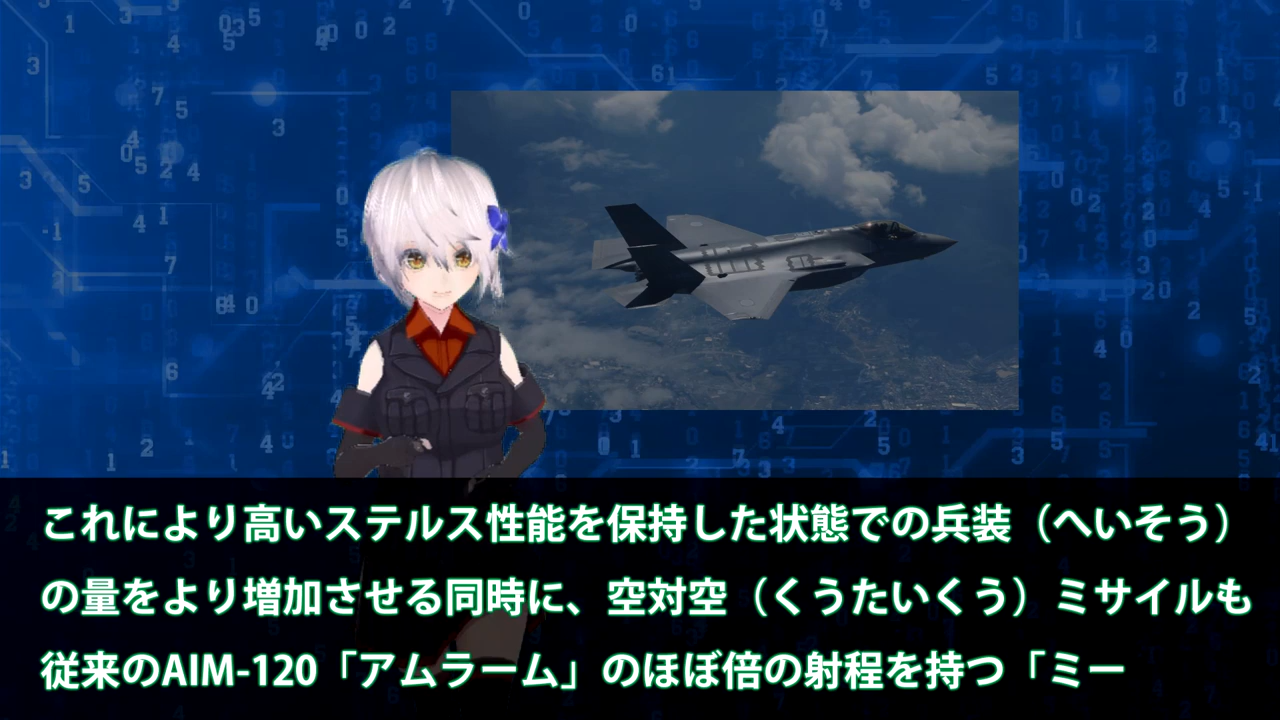 これにより高いステルス性能を保持した状態での兵装（へいそう）
の量をより増加させる同時に、空対空（くうたいくう）ミサイルも
従来のAIM-120「アムラーム」のほぼ倍の射程を持つ「ミー